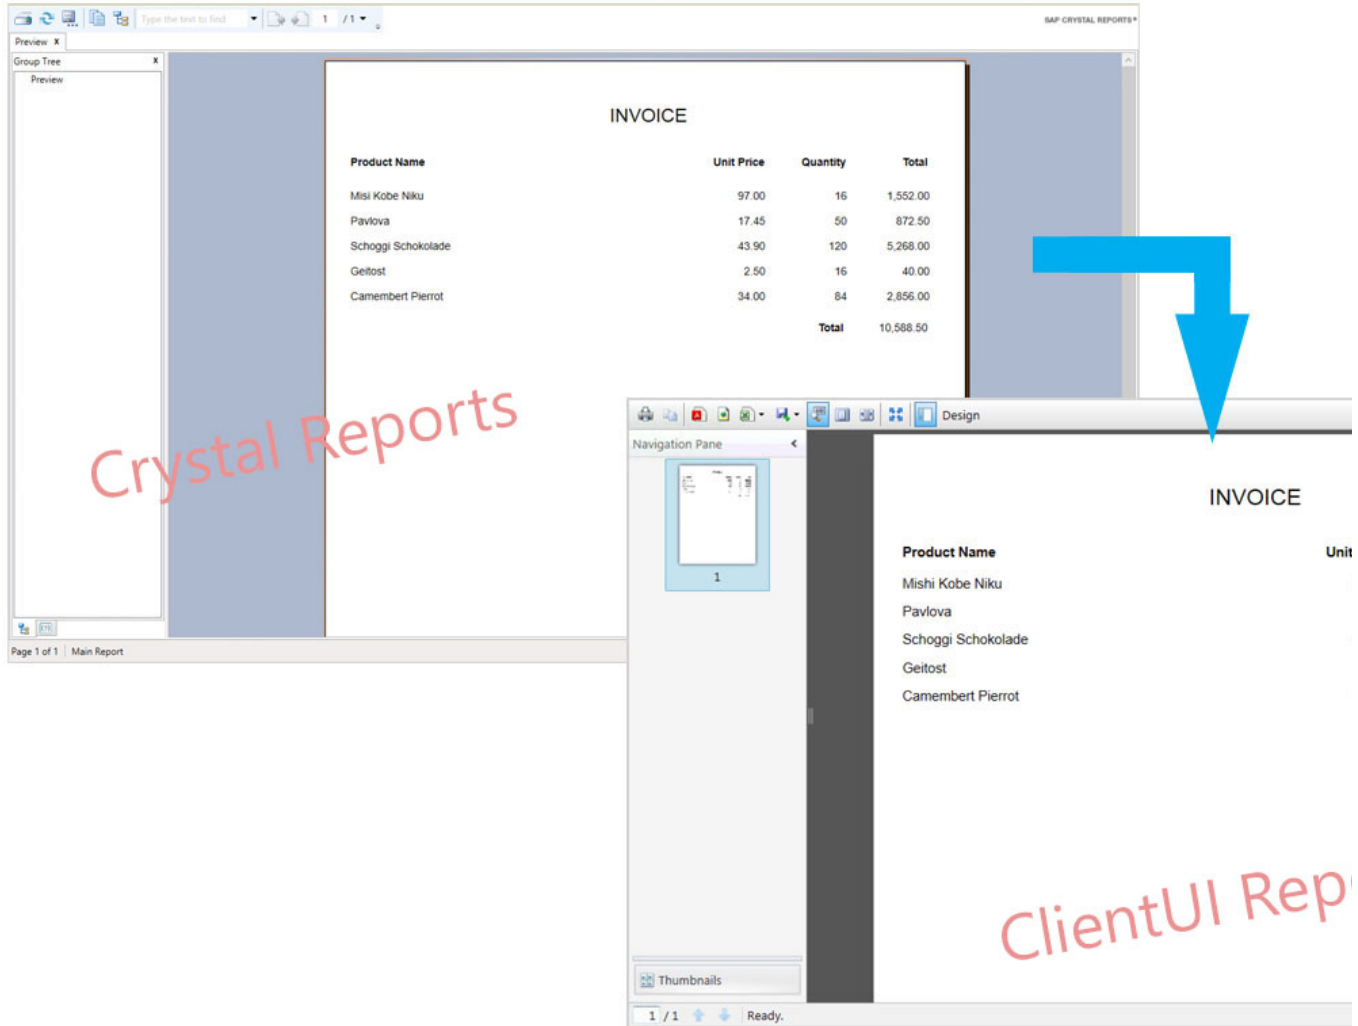 Type the text to find
1 /1
SAP CRYSTAL REPORTS®
Preview X
Group Tree x
Preview
INVOICE
Product Name Unit Price Quantity Total
Misi Kobe Niku 97.00 16 1,552.00
Pavlova 17.45 50 872.50
Schoggi Schokolade 43.90 120 5,268.00
Geitost 2.50 16 40.00
Camembert Pierrot 34.00 84 2,856.00
Total 10,588.50
Crystal Reports
Page 1 of 1 Main Report
Design
Navigation Pane
1
INVOICE
Product Name Unit
Mishi Kobe Niku
Pavlova
Schoggi Schokolade
Geitost
Camembert Pierrot
ClientUI Repo
Thumbnails
1 / 1 Ready.